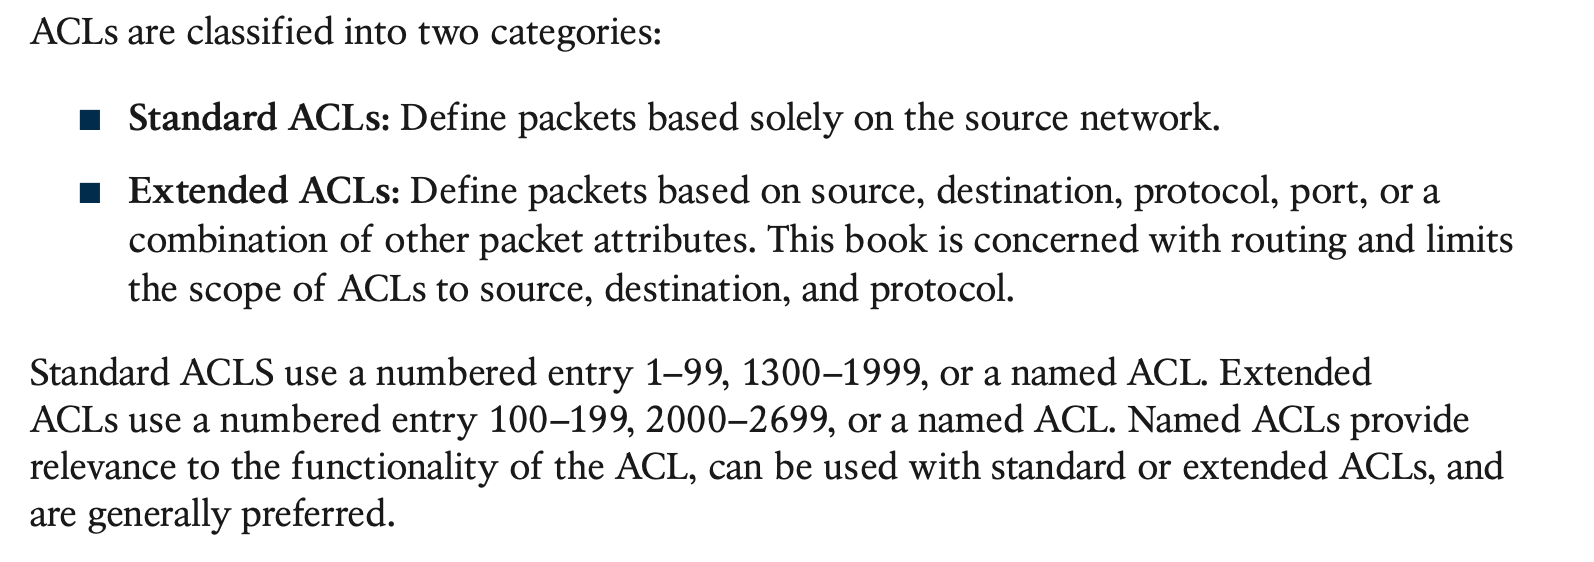 ACLs are classified into two categories:
■ Standard ACLs: Define packets based solely on the source network.
■ Extended ACLs: Define packets based on source, destination, protocol, port, or a
combination of other packet attributes. This book is concerned with routing and limits
the scope of ACLs to source, destination, and protocol.
Standard ACLS use a numbered entry 1–99, 1300–1999, or a named ACL. Extended
ACLs use a numbered entry 100–199, 2000–2699, or a named ACL. Named ACLs provide
relevance to the functionality of the ACL, can be used with standard or extended ACLs, and
are generally preferred.